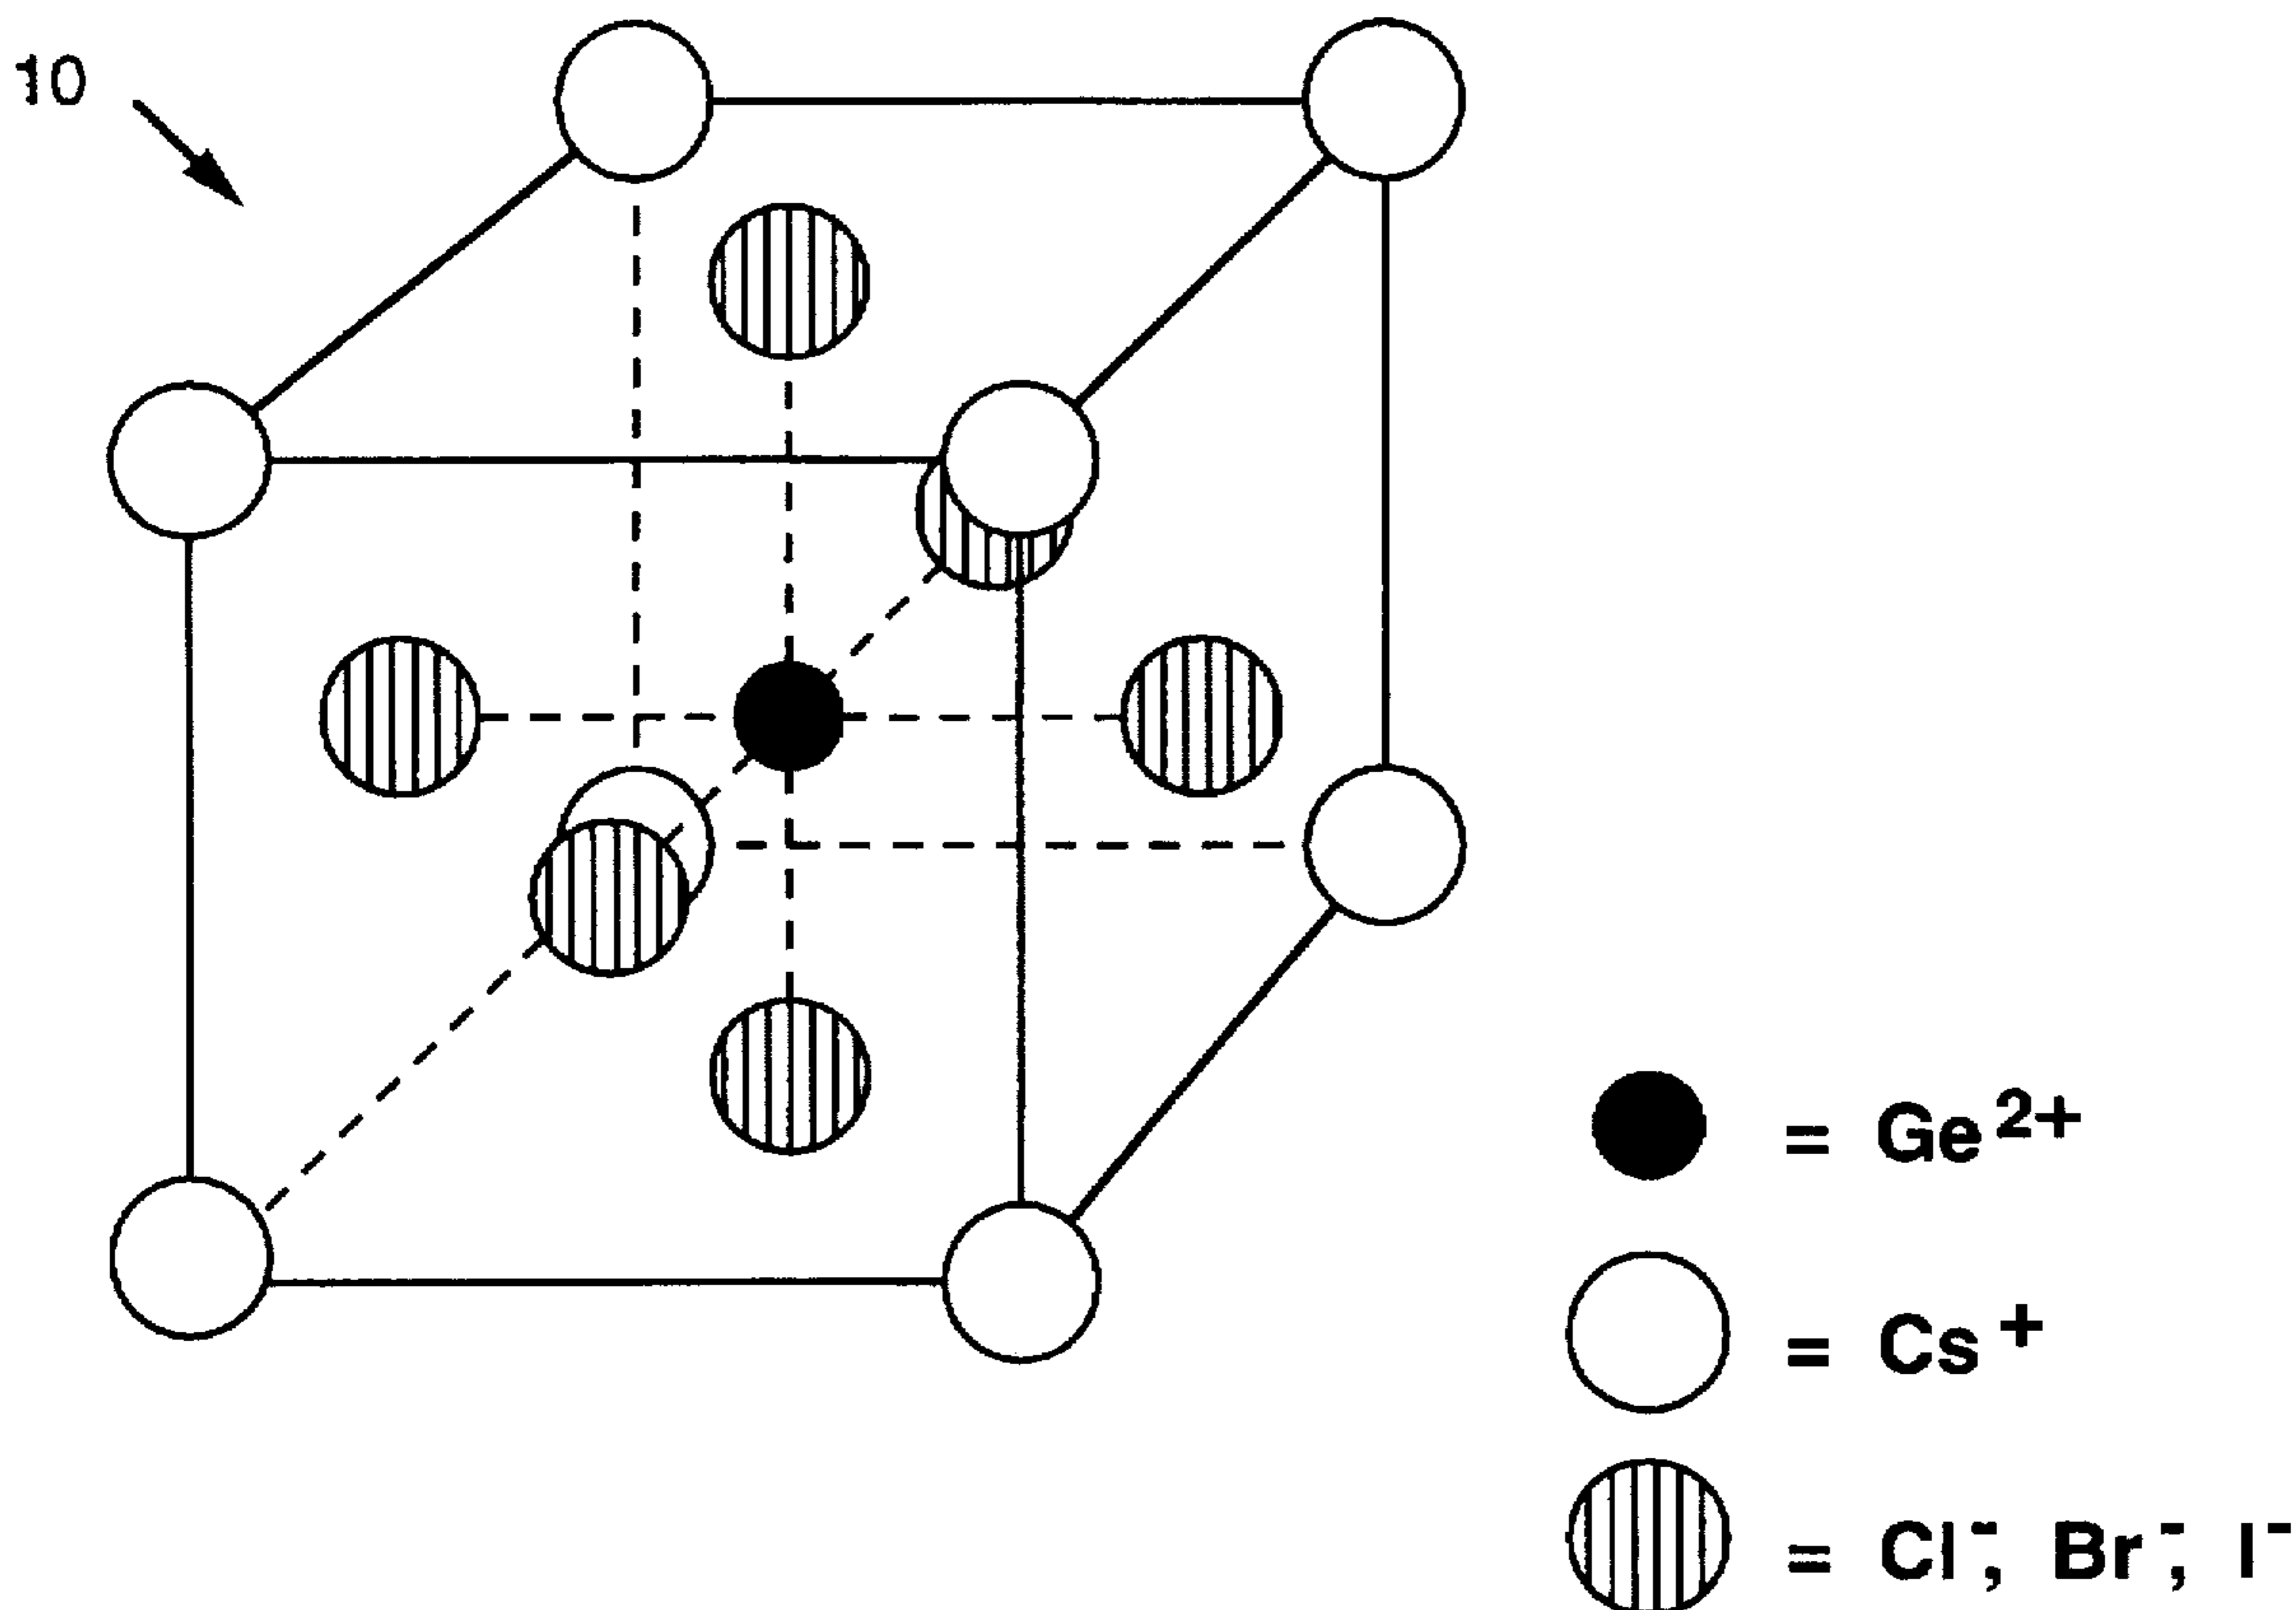 10
= Ge2+
= Cs+
= Cl-, Br-, I-